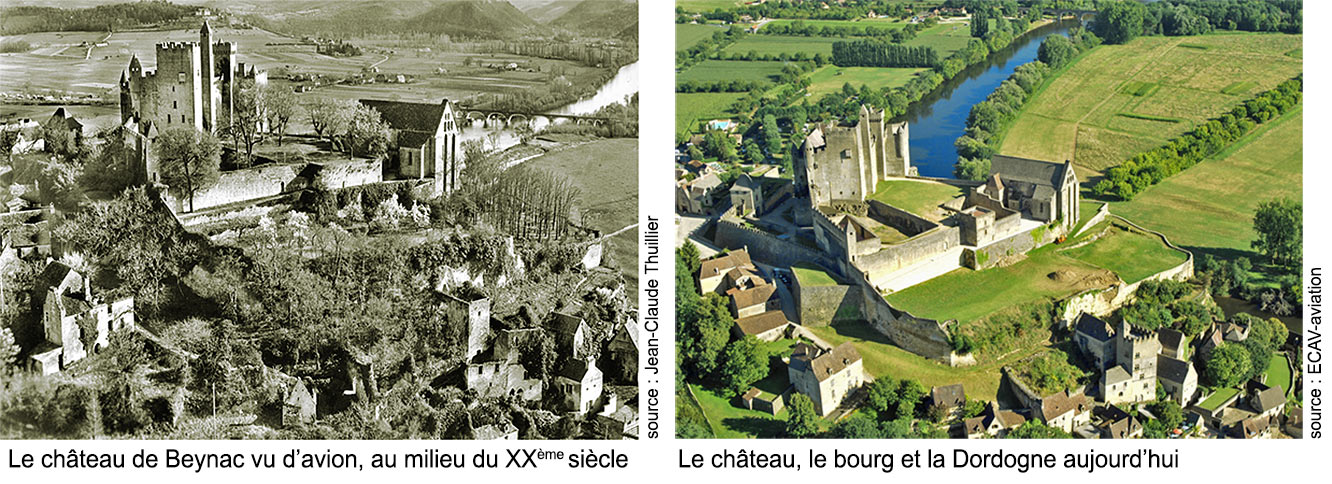 source : Jean-Claude Thuillier
Le château de Beynac vu d’avion, au milieu du XXème siècle
source : ECAV-aviation
Le château, le bourg et la Dordogne aujourd’hui